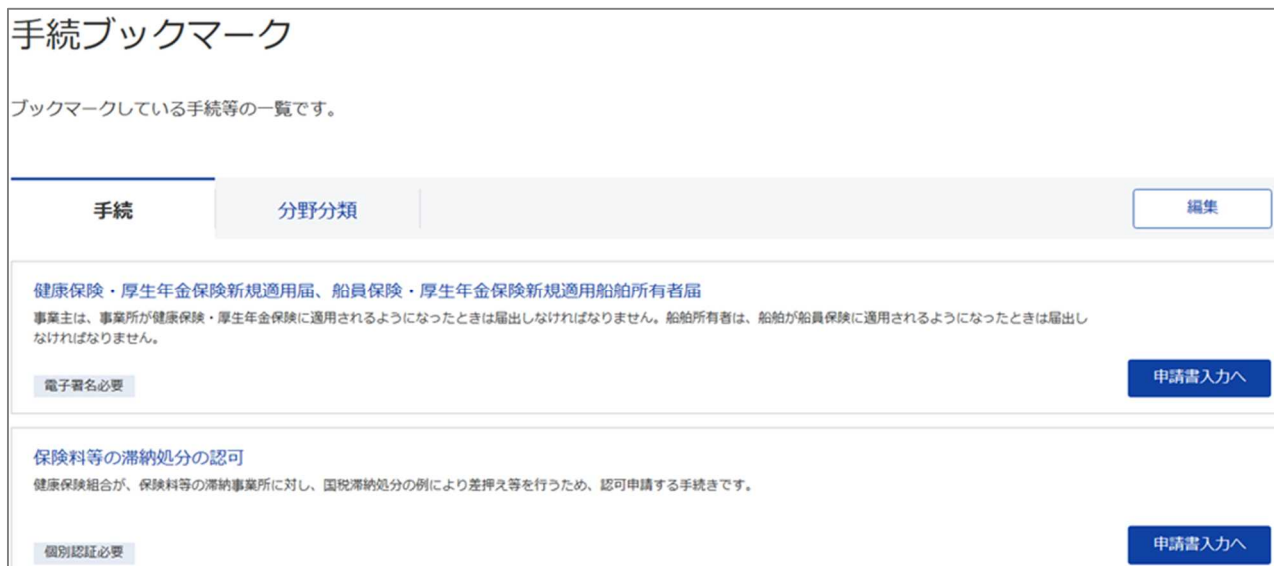 手続ブックマーク
ブックマークしている手続等の一覧です。
手続
分野分類
編集
健康保険・厚生年金保険新規適用届、船員保険・厚生年金保険新規適用船舶所有者届
事業主は、事業所が健康保険・厚生年金保険に適用されるようになったときは届出しなければなりません。船舶所有者は、船舶が船員保険に適用されるようになったときは届出し
なければなりません。
電子署名必要
申請書入力へ
保険料等の滞納処分の認可
健康保険組合が、保険料等の滞納事業所に対し、国税滞納処分の例により差押え等を行うため、認可申請する手続きです。
個別認証必要
申請書入力へ